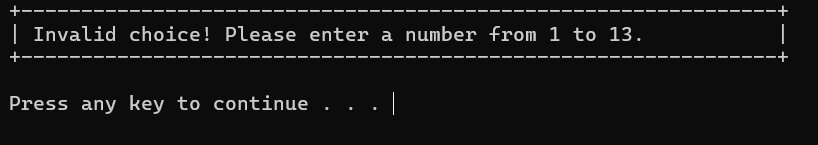 +---------------------------------------------------------------+
| Invalid choice! Please enter a number from 1 to 13.           |
+---------------------------------------------------------------+
Press any key to continue . . .